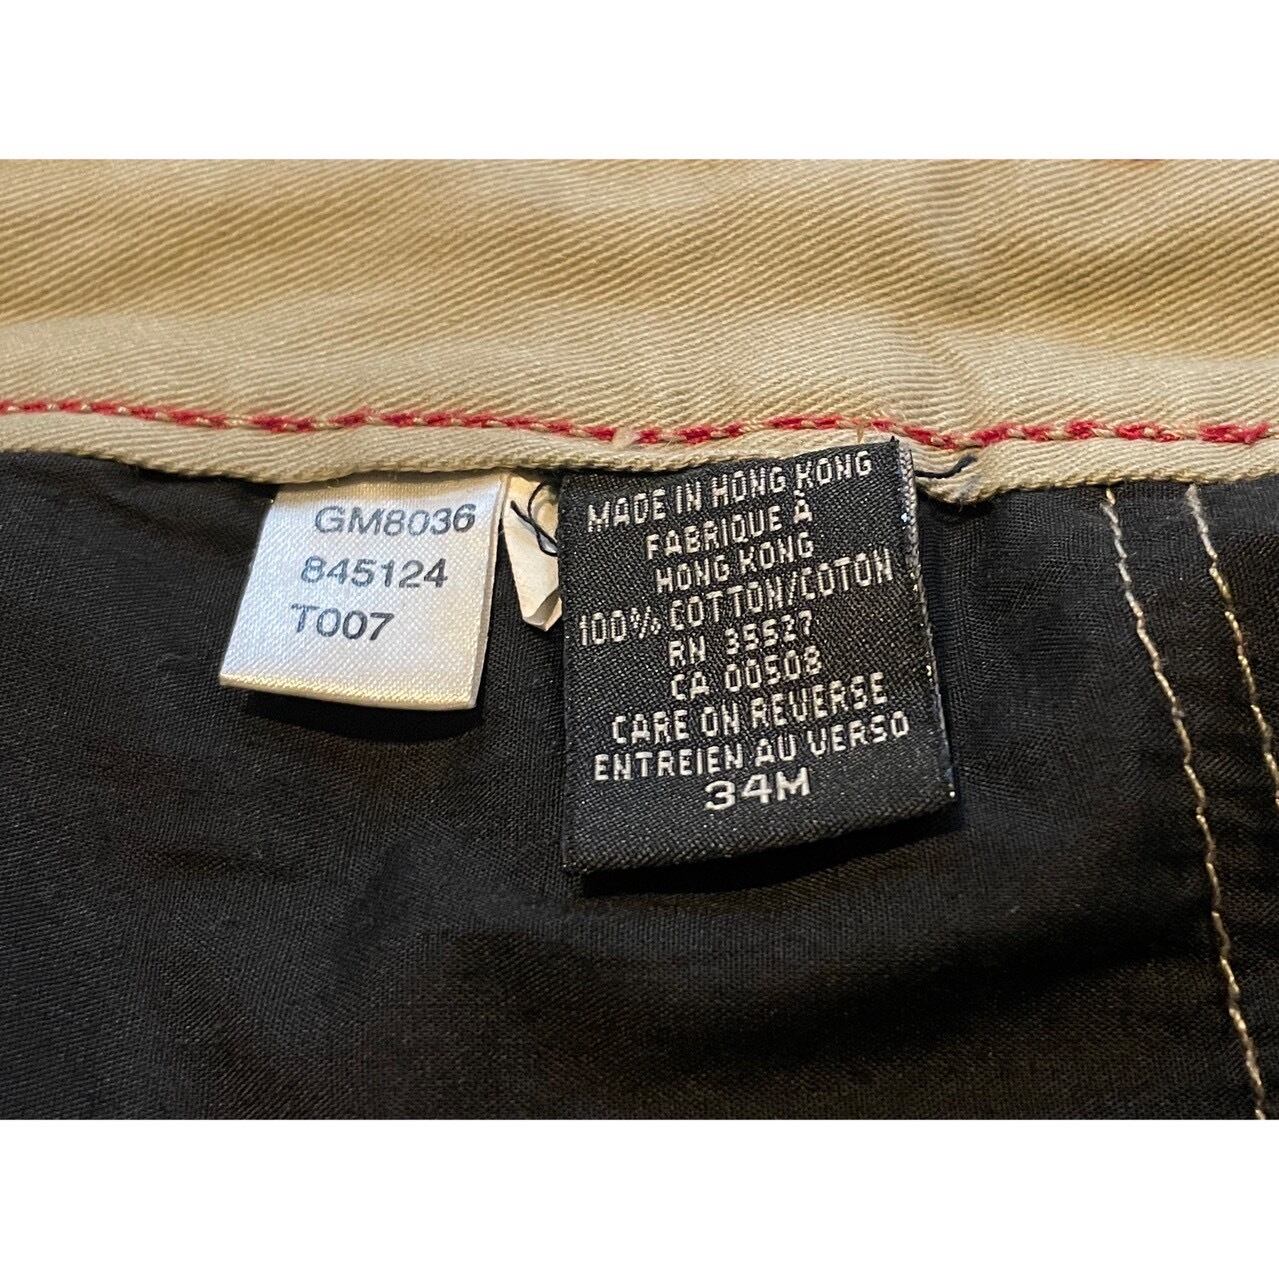 GM8036
845124
T007
MADE IN HONG KONG
FABRIQUE À
HONG KONG
100% COTTON/COTON
RN 35527
CA 00508
CARE ON REVERSE
ENTREIEN AU VERSO
34M